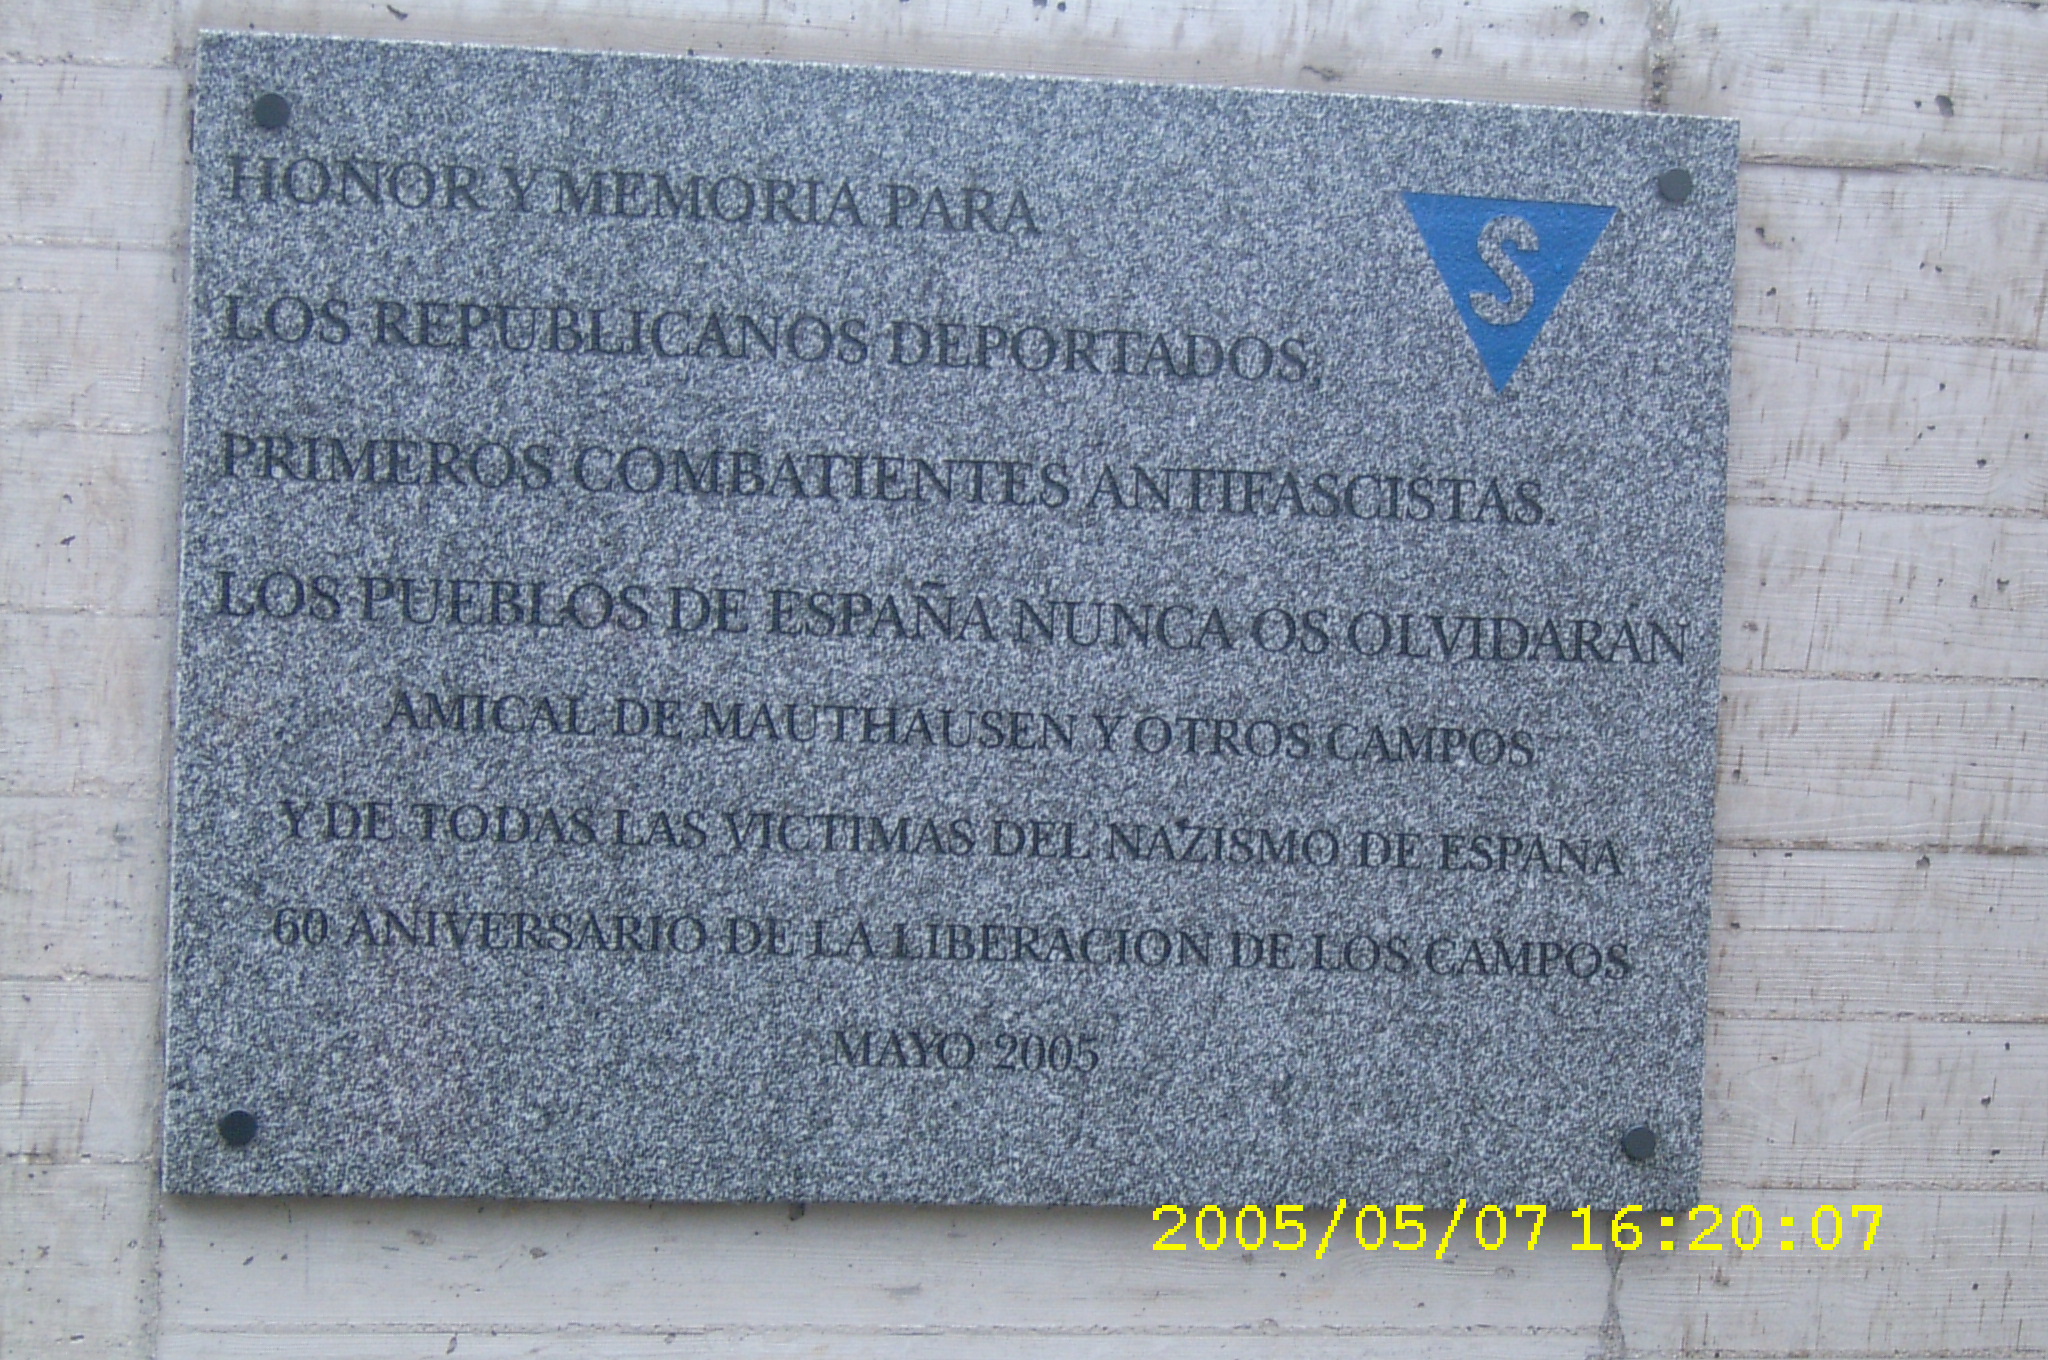 HONOR Y MEMORIA PARA
S
LOS REPUBLICANOS DEPORTADOS,
PRIMEROS COMBATIENTES ANTIFASCISTAS.
LOS PUEBLOS DE ESPAÑA NUNCA OS OLVIDARAN
AMICAL DE MAUTHAUSEN Y OTROS CAMPOS
Y DE TODAS LAS VICTIMAS DEL NAZISMO DE ESPAÑA
60 ANIVERSARIO DE LA LIBERACION DE LOS CAMPOS
MAYO 2005
2005/05/07 16:20:07